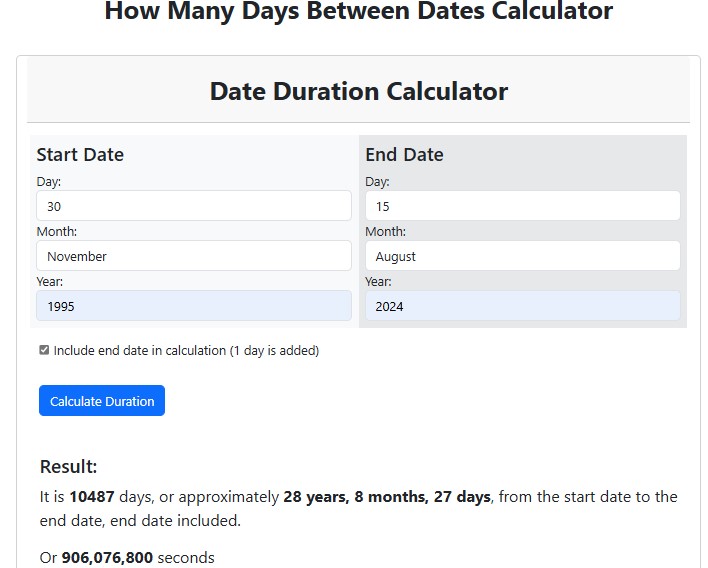 How Many Days Between Dates Calculator
Date Duration Calculator
Start Date
Day:
30
Month:
November
Year:
1995
End Date
Day:
15
Month:
August
Year:
2024
Include end date in calculation (1 day is added)
Calculate Duration
Result:
It is 10487 days, or approximately 28 years, 8 months, 27 days, from the start date to the
end date, end date included.
Or 906,076,800 seconds